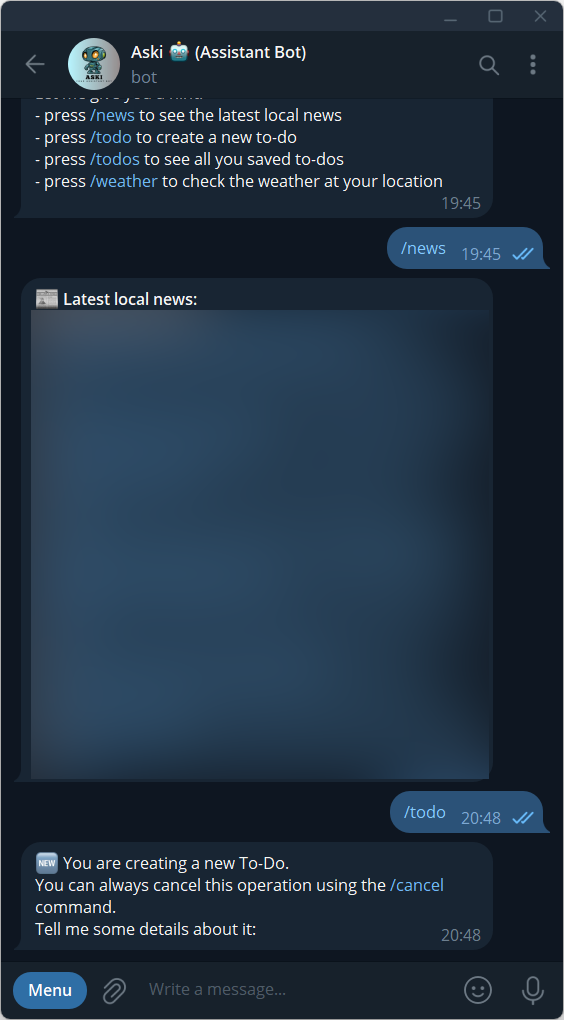 Aski 🤖 (Assistant Bot)
bot
ASKI
- press /news to see the latest local news
- press /todo to create a new to-do
- press /todos to see all you saved to-dos
- press /weather to check the weather at your location
19:45
/news 19:45
📰 Latest local news:
/todo 20:48
🆕 You are creating a new To-Do.
You can always cancel this operation using the /cancel
command.
Tell me some details about it:
20:48
Menu
Write a message...